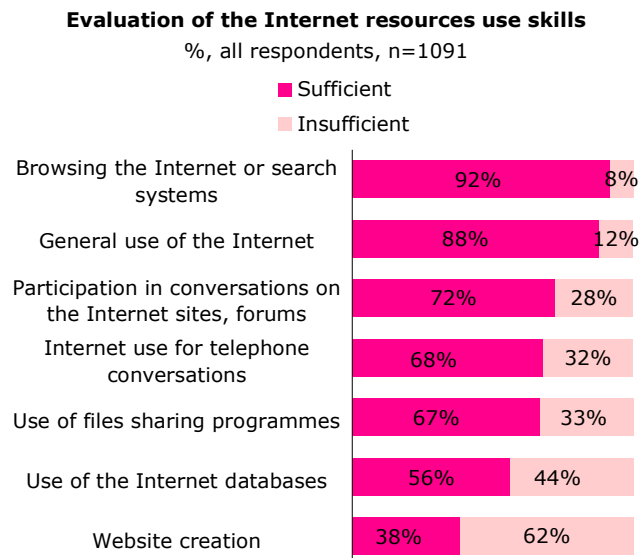 Evaluation of the Internet resources use skills
%, all respondents, n=1091
Sufficient
Insufficient
Browsing the Internet or search
systems
92%
8%
General use of the Internet
88%
12%
Participation in conversations on
the Internet sites, forums
72%
28%
Internet use for telephone
conversations
68%
32%
Use of files sharing programmes
67%
33%
Use of the Internet databases
56%
44%
Website creation
38%
62%